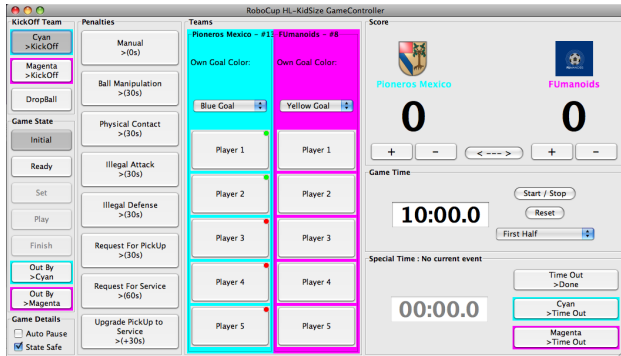 RoboCup HL-KidSize GameController
KickOff Team
Cyan
>KickOff
Magenta
>KickOff
DropBall
Game State
Initial
Ready
Set
Play
Finish
Out By
>Cyan
Out By
>Magenta
Game Details
Auto Pause
State Safe
Penalties
Manual
>(0s)
Ball Manipulation
>(30s)
Physical Contact
>(30s)
Illegal Attack
>(30s)
Illegal Defense
>(30s)
Request For PickUp
>(30s)
Request For Service
>(60s)
Upgrade PickUp to
Service
>(+30s)
Teams
Pioneros Mexico - #13
Own Goal Color:
Blue Goal
Player 1
Player 2
Player 3
Player 4
Player 5
FUmanoids - #8
Own Goal Color:
Yellow Goal
Player 1
Player 2
Player 3
Player 4
Player 5
Score
Pioneros Mexico
FUmanoids
0
0
+
-
< --- >
+
-
Game Time
10:00.0
Start / Stop
Reset
First Half
Special Time : No current event
00:00.0
Time Out
>Done
Cyan
>Time Out
Magenta
>Time Out